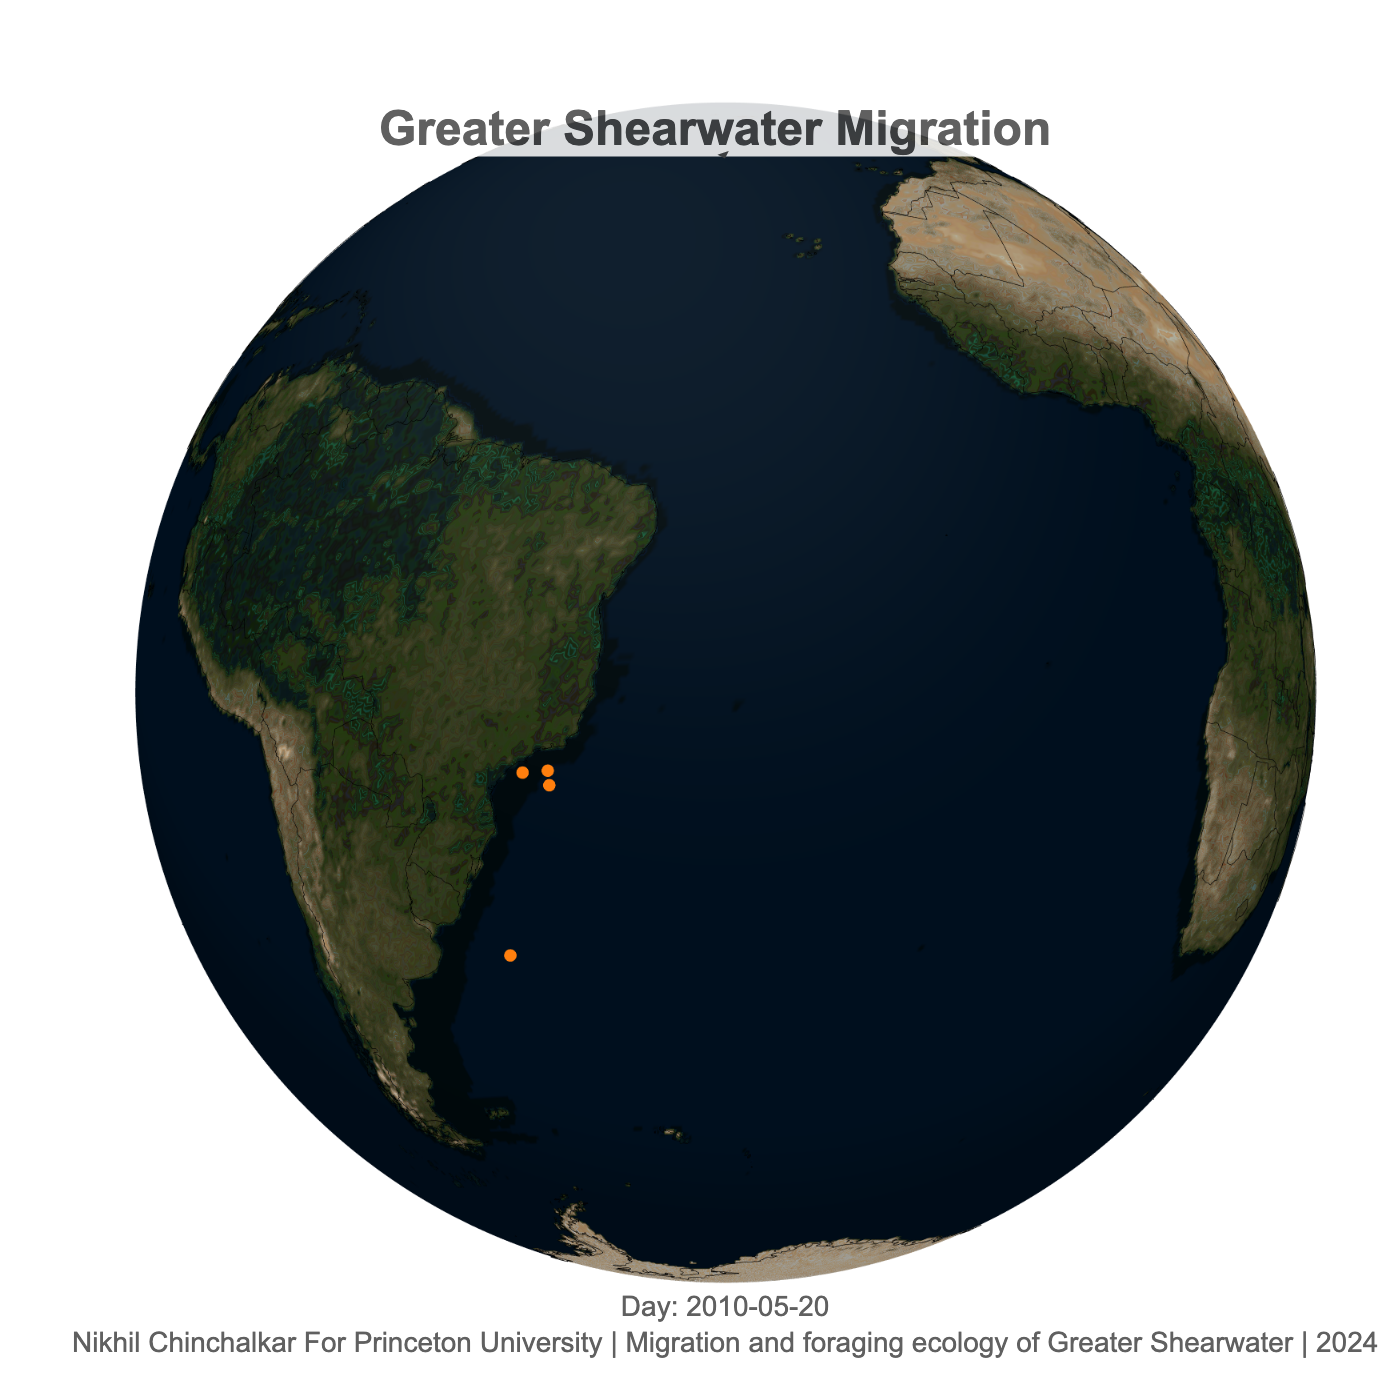 Greater Shearwater Migration
Day: 2010-05-20
Nikhil Chinchalkar For Princeton University | Migration and foraging ecology of Greater Shearwater | 2024